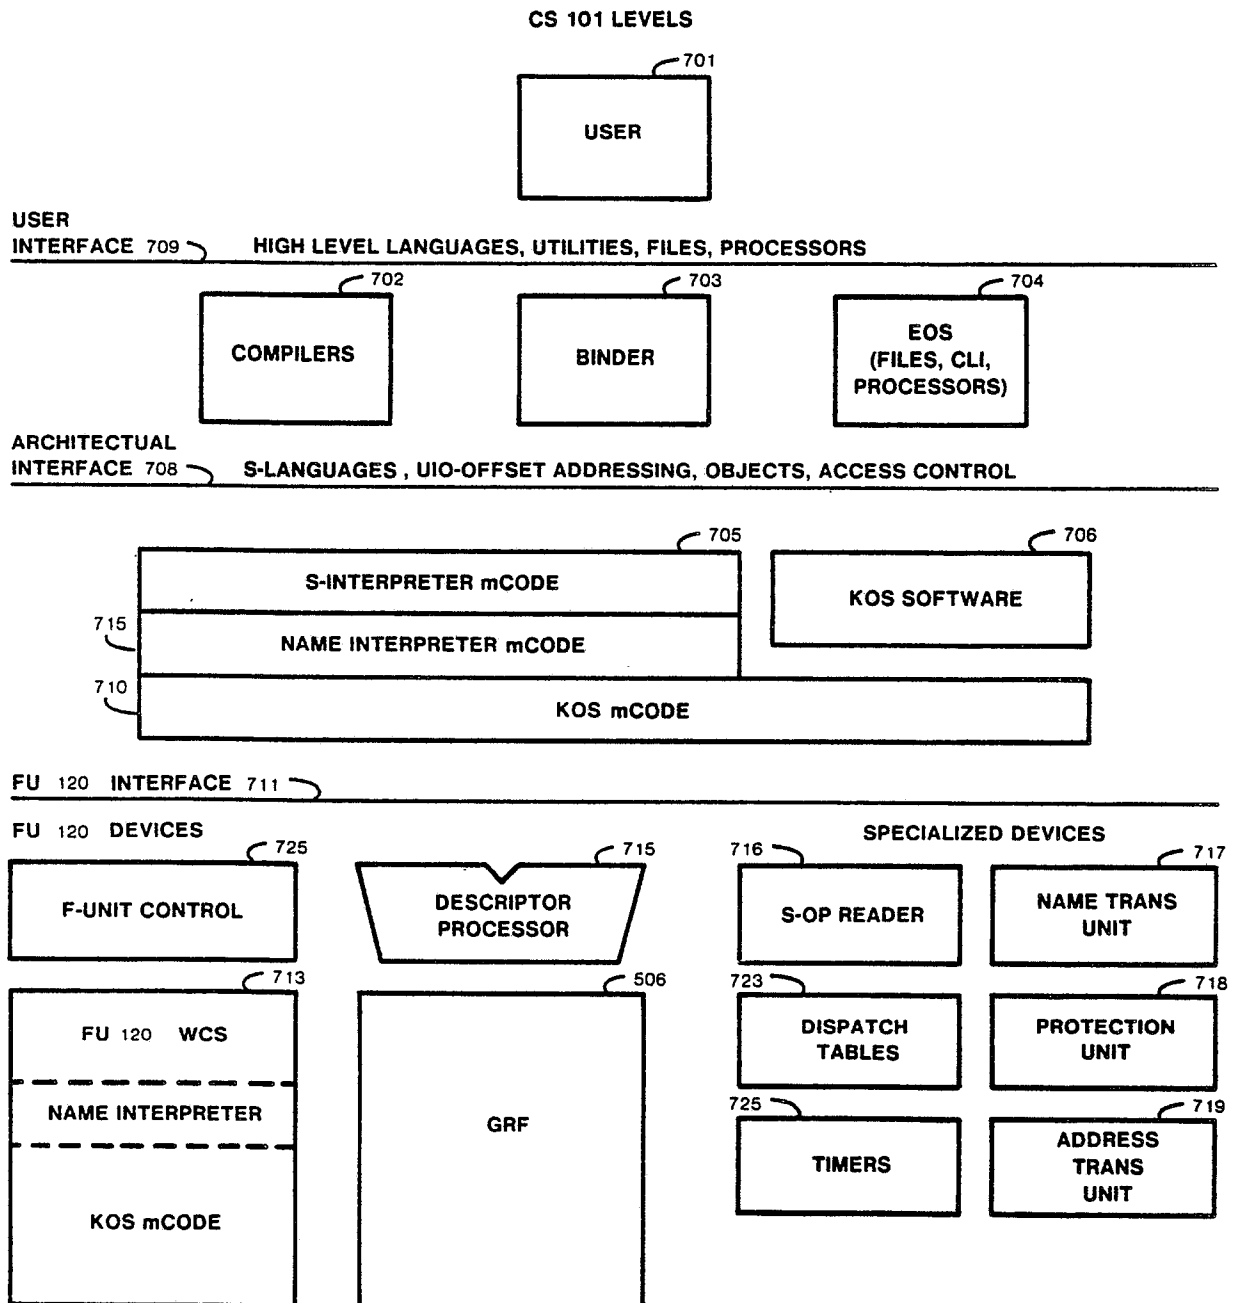 CS 101 LEVELS
701
USER
USER
INTERFACE 709
HIGH LEVEL LANGUAGES, UTILITIES, FILES, PROCESSORS
702
COMPILERS
703
BINDER
704
EOS
(FILES, CLI,
PROCESSORS)
ARCHITECTUAL
INTERFACE 708
S-LANGUAGES , UIO-OFFSET ADDRESSING, OBJECTS, ACCESS CONTROL
705
S-INTERPRETER mCODE
706
KOS SOFTWARE
715
NAME INTERPRETER mCODE
710
KOS mCODE
FU 120 INTERFACE 711
FU 120 DEVICES
SPECIALIZED DEVICES
725
F-UNIT CONTROL
715
DESCRIPTOR
PROCESSOR
716
S-OP READER
717
NAME TRANS
UNIT
713
FU 120 WCS
NAME INTERPRETER
KOS mCODE
506
GRF
723
DISPATCH
TABLES
718
PROTECTION
UNIT
725
TIMERS
719
ADDRESS
TRANS
UNIT